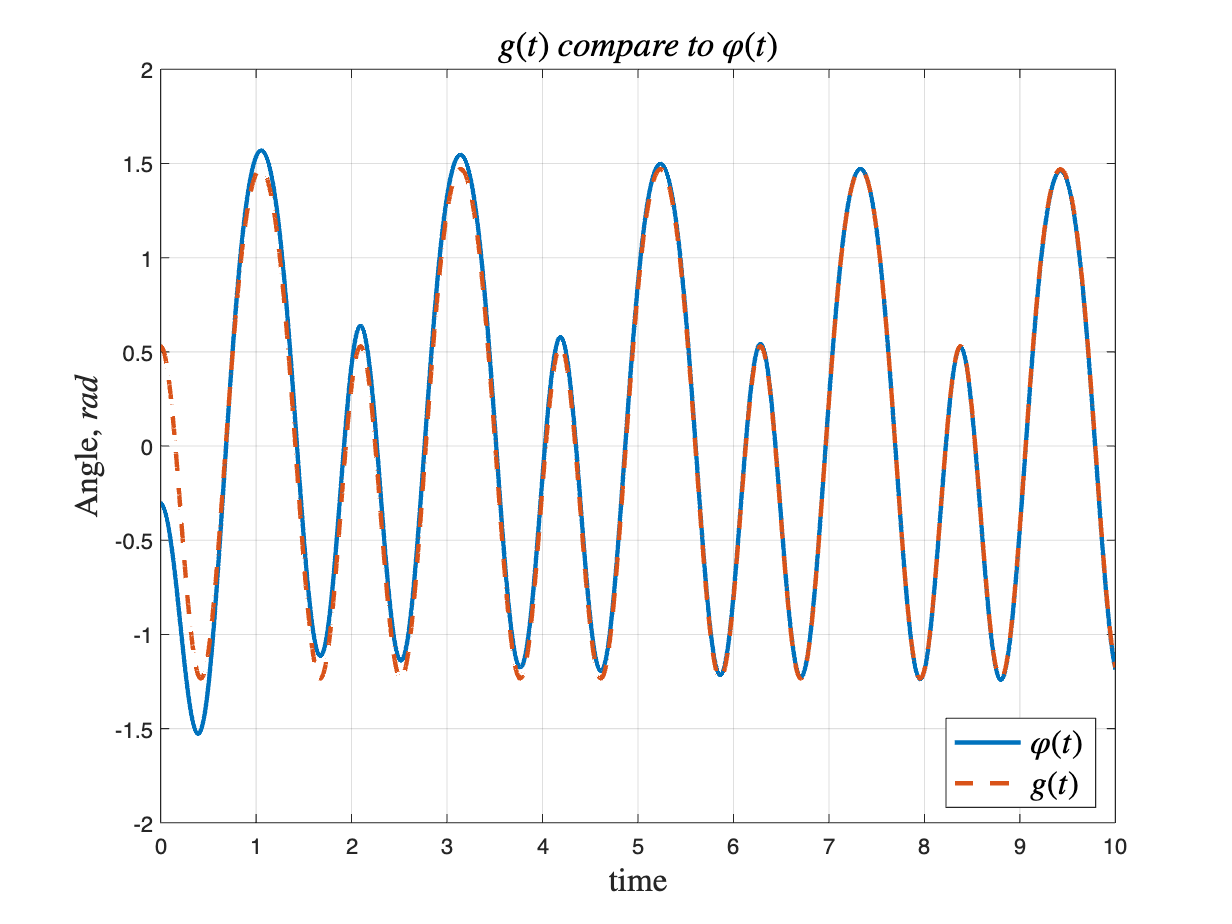 g(t) compare to φ(t)
2
1.5
1
0.5
0
-0.5
-1
-1.5
-2
Angle, rad
0 1 2 3 4 5 6 7 8 9 10
time
φ(t)
g(t)